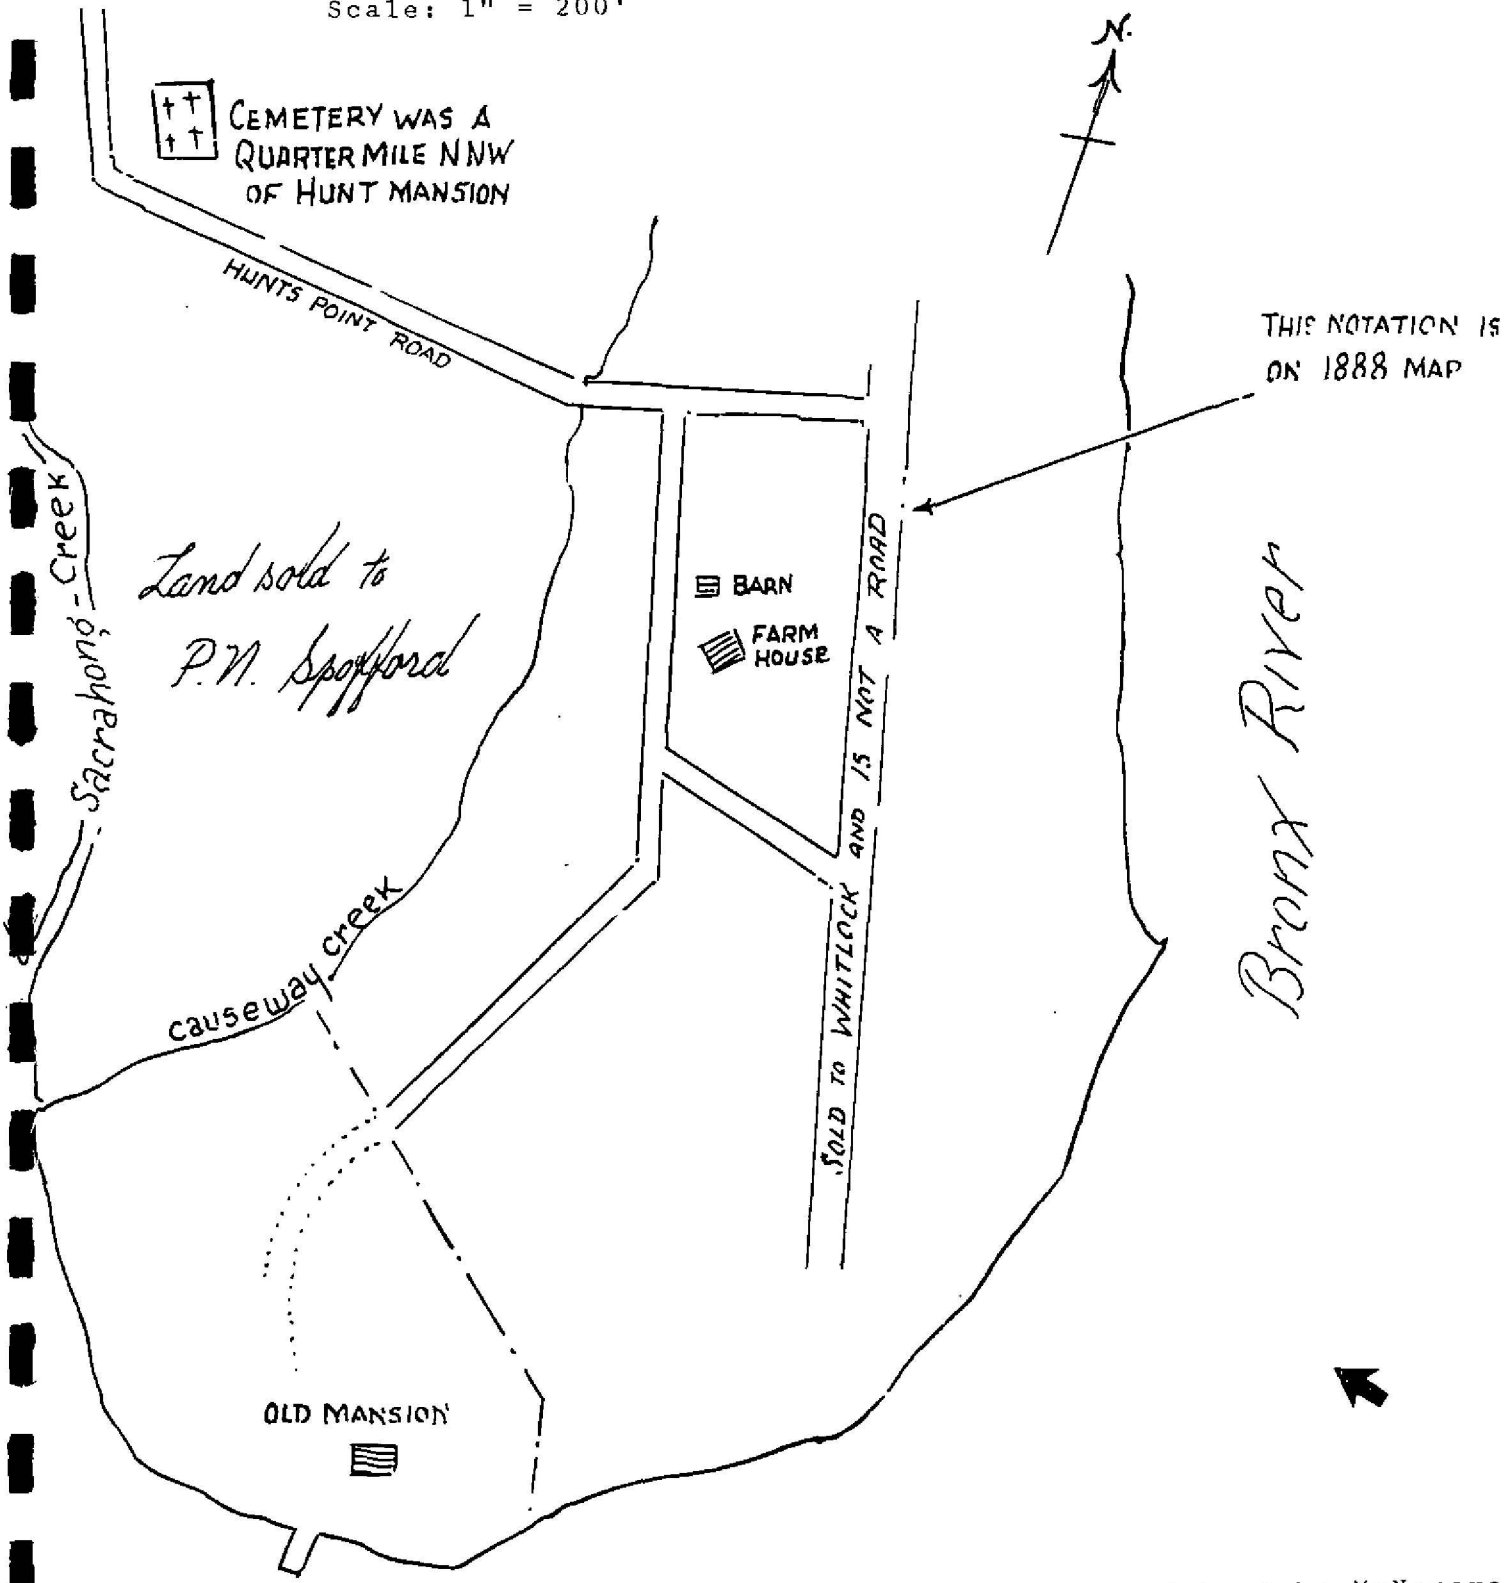 Scale: 1" = 200'
N.
CEMETERY WAS A
QUARTER MILE NNW
OF HUNT MANSION
HUNTS POINT ROAD
THIS NOTATION IS
ON 1888 MAP
Sacrahong-Creek
Land sold to
P.N. Spofford
BARN
FARM
HOUSE
SOLD TO WHITLOCK AND IS NOT A ROAD
Bronx River
causeway creek
OLD MANSION